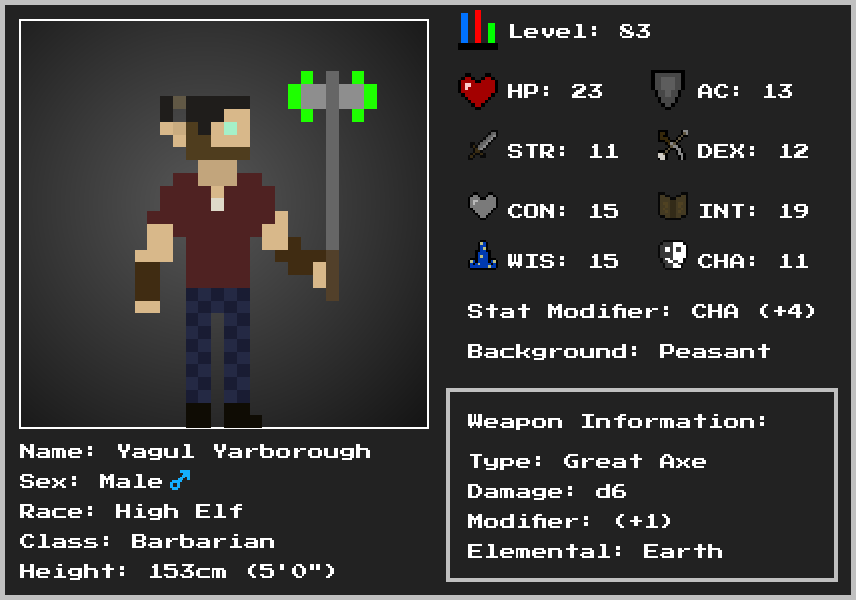 Level: 83
HP: 23 AC: 13
STR: 11 DEX: 12
CON: 15 INT: 19
WIS: 15 CHA: 11
Stat Modifier: CHA (+4)
Background: Peasant
Weapon Information:
Type: Great Axe
Damage: d6
Modifier: (+1)
Elemental: Earth
Name: Yagul Yarborough
Sex: Male ♂
Race: High Elf
Class: Barbarian
Height: 153cm (5'0")